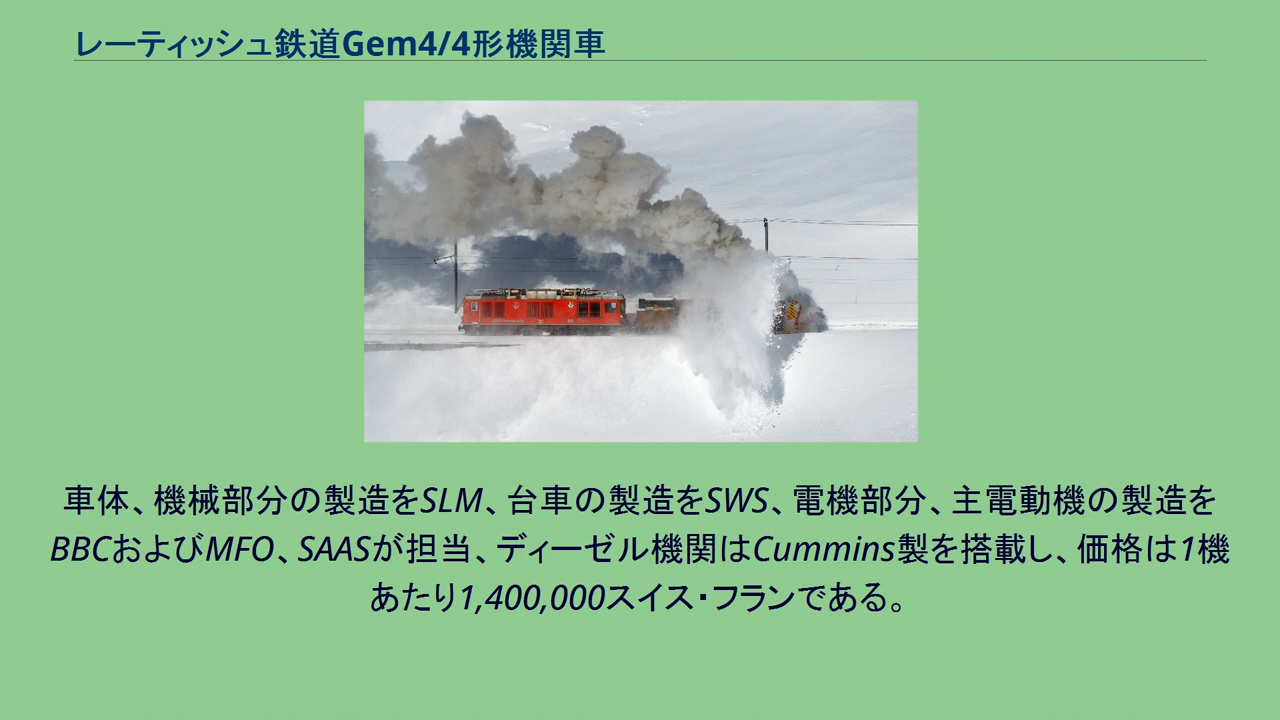 レーティッシュ鉄道Gem4/4形機関車
車体、機械部分の製造をSLM、台車の製造をSWS、電機部分、主電動機の製造を
BBCおよびMFO、SAASが担当、ディーゼル機関はCummins製を搭載し、価格は1機
あたり1,400,000スイス・フランである。